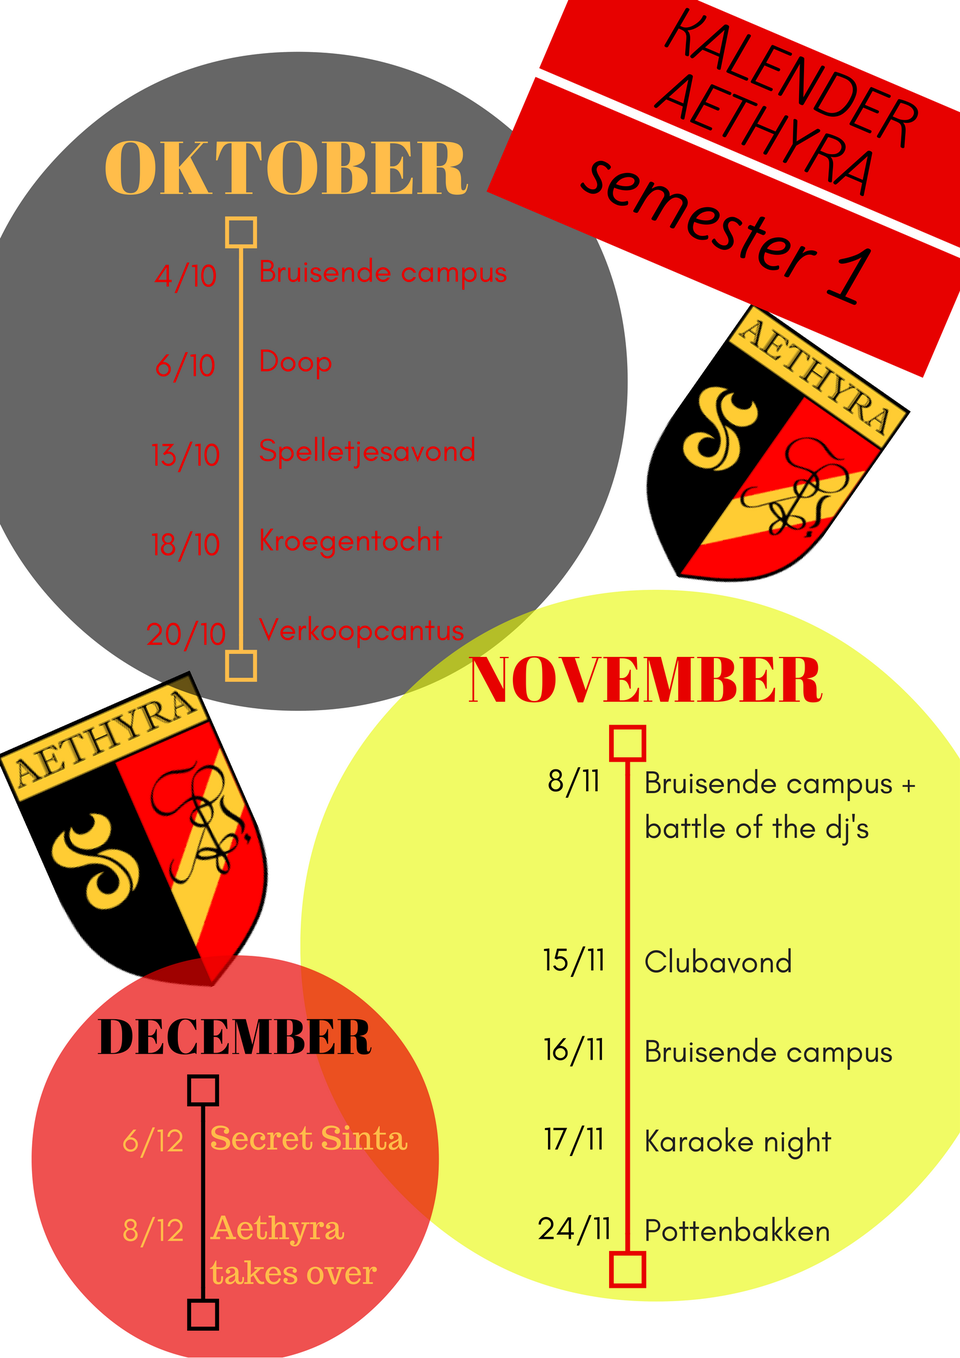 KALENDER
AETHYRA
semester 1
OKTOBER
4/10 Bruisende campus
6/10 Doop
13/10 Spelletjesavond
18/10 Kroegentocht
20/10 Verkoopcantus
AETHYRA
NOVEMBER
8/11 Bruisende campus +
battle of the dj's
15/11 Clubavond
16/11 Bruisende campus
17/11 Karaoke night
24/11 Pottenbakken
AETHYRA
DECEMBER
6/12 Secret Sinta
8/12 Aethyra
takes over